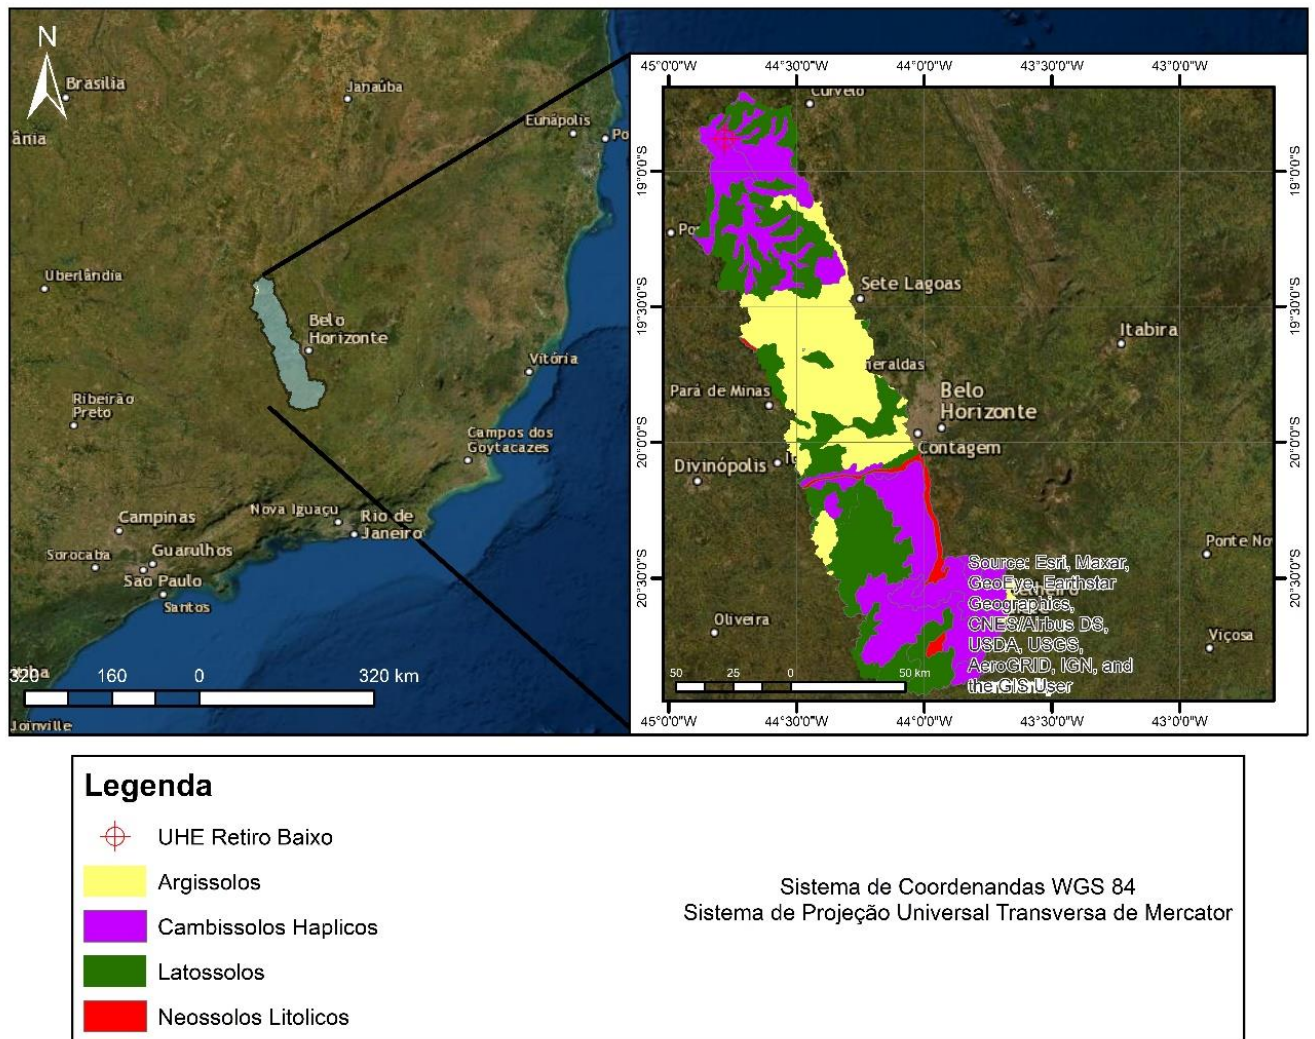 N
Brasília
Janaúba
ânia
Eunápolis
Po
Uberlândia
Belo
Horizonte
Vitória
Ribeirão
Preto
Campos dos
Goytacazes
Nova Iguaçu
Rio de
Janeiro
Campinas
Sorocaba
Guarulhos
São Paulo
Santos
320 160 0 320 km
Joinville
45°0'0"W 44°30'0"W 44°0'0"W 43°30'0"W 43°0'0"W
Curvelo
19°0'0"S
19°0'0"S
Sete Lagoas
19°30'0"S
19°30'0"S
Itabira
neraldas
Pará de Minas
Belo
Horizonte
20°0'0"S
20°0'0"S
Contagem
Divinópolis
Ponte No
20°30'0"S
20°30'0"S
Oliveira
Viçosa
Source: Esri, Maxar,
GeoEye, Earthstar
Geographics,
CNES/Airbus DS,
USDA, USGS,
AeroGRID, IGN, and
the GIS User
50 25 0 50 km
45°0'0"W 44°30'0"W 44°0'0"W 43°30'0"W 43°0'0"W
Legenda
UHE Retiro Baixo
Argissolos
Cambissolos Haplicos
Latossolos
Neossolos Litolicos
Sistema de Coordenandas WGS 84
Sistema de Projeção Universal Transversa de Mercator